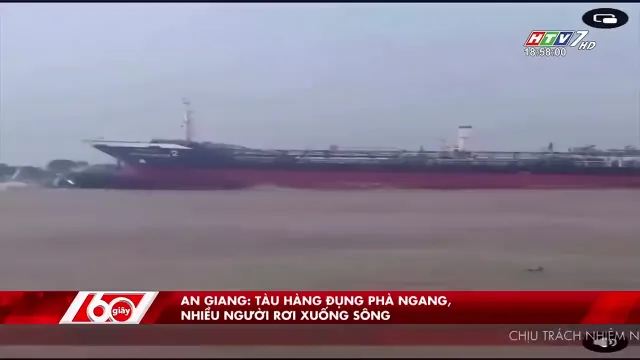 HTV7 HD
18:58:00
60 giây
AN GIANG: TÀU HÀNG ĐỤNG PHÀ NGANG,
NHIỀU NGƯỜI RƠI XUỐNG SÔNG
CHỊU TRÁCH NHIỆM N